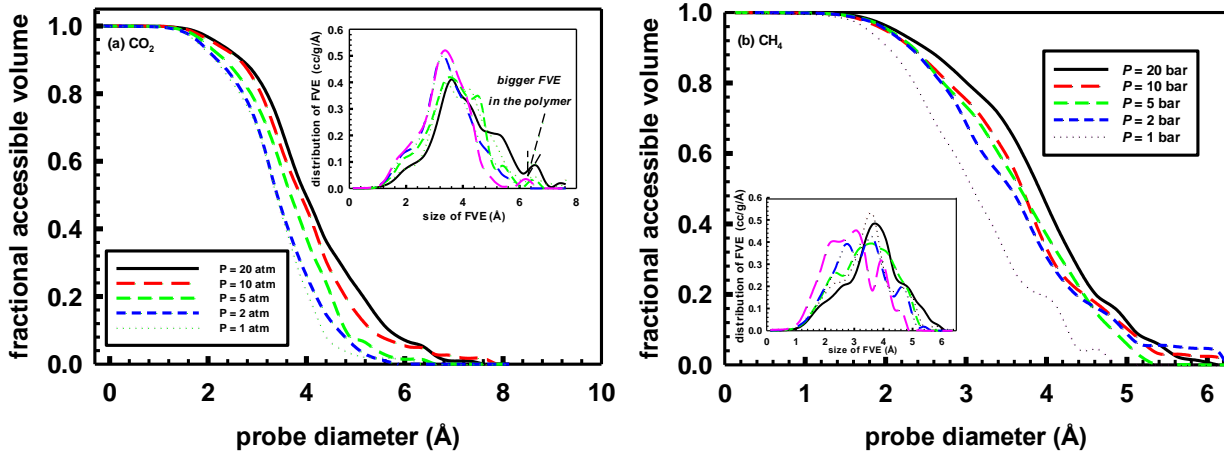 (a) CO2
fractional accessible volume
1.0
0.8
0.6
0.4
0.2
0.0
0
2
4
6
8
10
probe diameter (Å)
P = 20 atm
P = 10 atm
P = 5 atm
P = 2 atm
P = 1 atm
distribution of FVE (cc/g/Å)
0.6
0.5
0.4
0.3
0.2
0.1
0.0
0
2
4
6
8
size of FVE (Å)
bigger FVE
in the polymer
(b) CH4
fractional accessible volume
1.0
0.8
0.6
0.4
0.2
0.0
0
1
2
3
4
5
6
probe diameter (Å)
P = 20 bar
P = 10 bar
P = 5 bar
P = 2 bar
P = 1 bar
distribution of FVE (cc/g/Å)
0.6
0.5
0.4
0.3
0.2
0.1
0.0
0
1
2
3
4
5
6
size of FVE (Å)